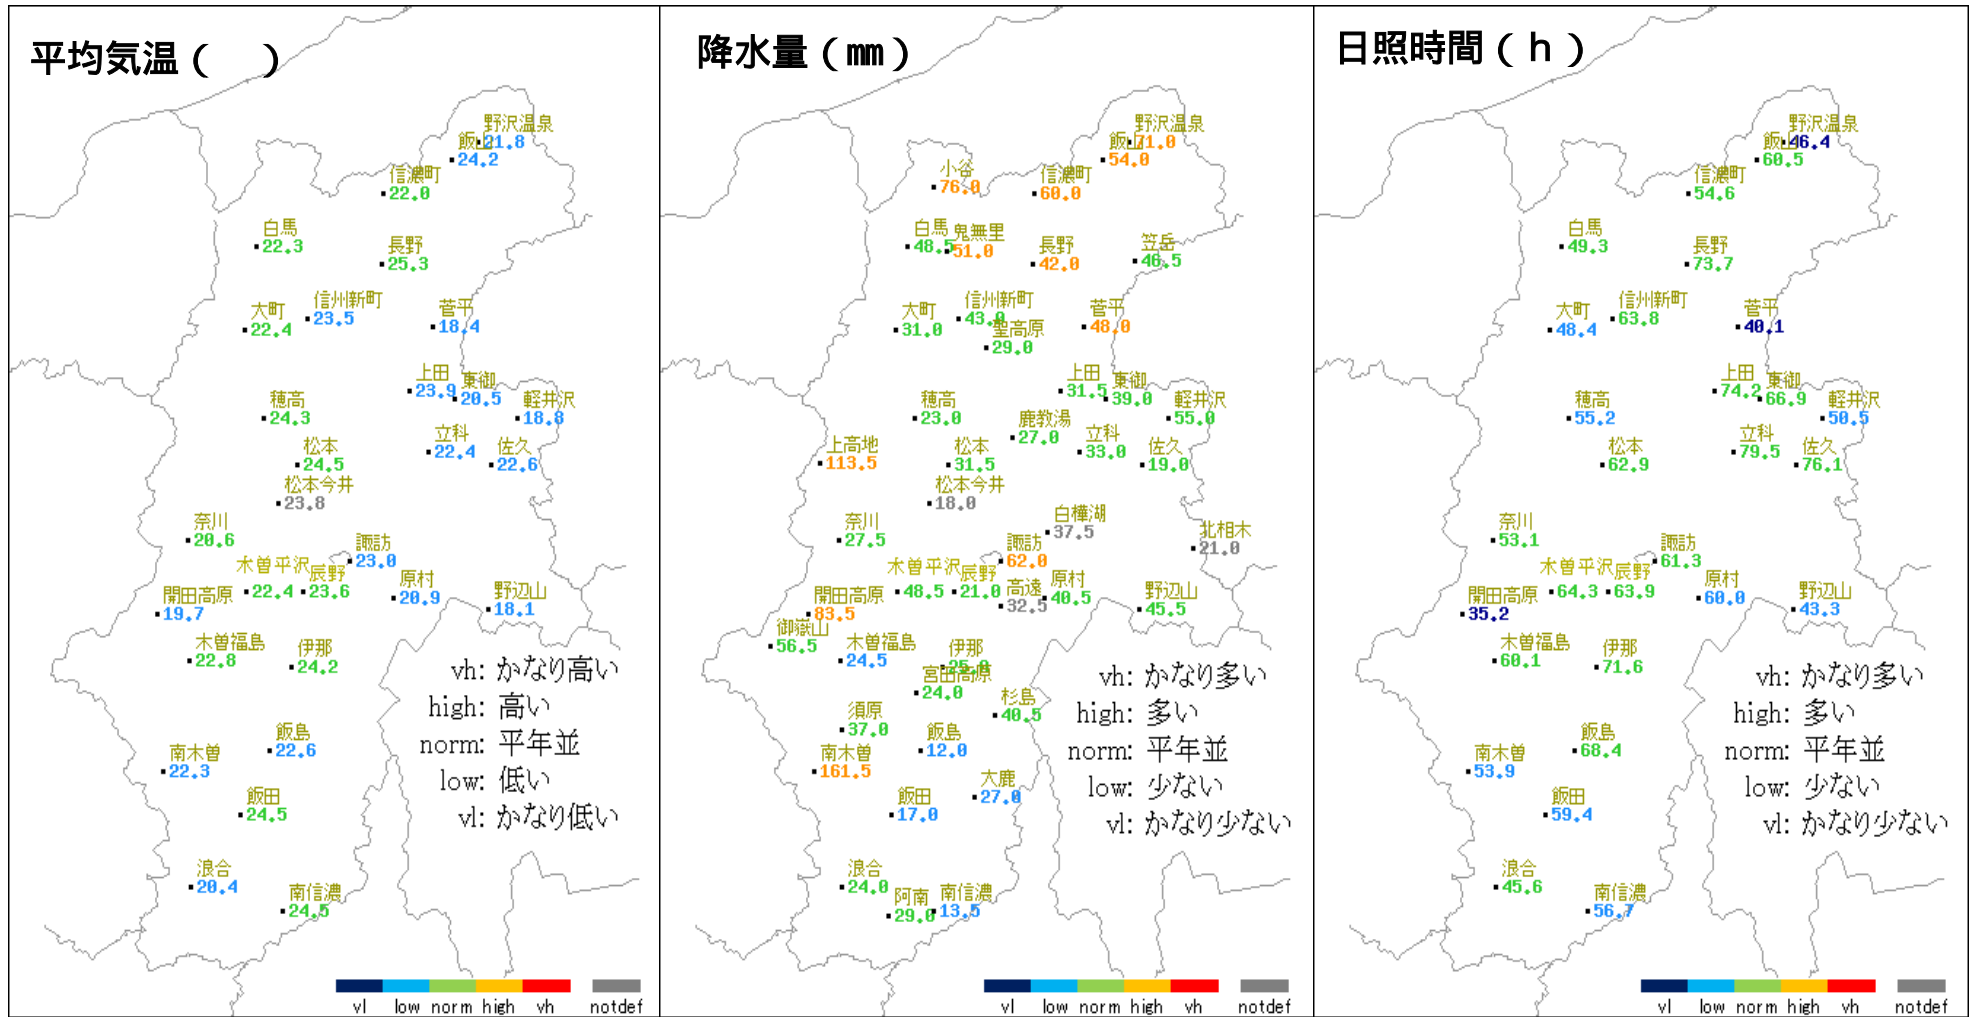 平均気温 ( )
野沢温泉
21.8
飯山
24.2
信濃町
22.0
白馬
22.3
長野
25.3
大町
22.4
信州新町
23.5
菅平
18.4
上田
23.9
東御
20.5
軽井沢
18.8
穂高
24.3
立科
22.4
佐久
22.6
松本
24.5
松本今井
23.8
奈川
20.6
諏訪
23.0
木曽平沢
22.4
辰野
23.6
原村
20.9
野辺山
18.1
開田高原
19.7
木曽福島
22.8
伊那
24.2
飯島
22.6
南木曽
22.3
飯田
24.5
浪合
20.4
南信濃
24.5
vh: かなり高い
high: 高い
norm: 平年並
low: 低い
vl: かなり低い
vl low norm high vh notdef
降水量 (㎜)
野沢温泉
71.0
飯山
54.0
小谷
76.0
信濃町
60.0
白馬
48.5
鬼無里
51.0
長野
42.0
笠岳
46.5
大町
31.0
信州新町
43.0
聖高原
29.0
菅平
48.0
上田
31.5
東御
39.0
軽井沢
55.0
穂高
23.0
鹿教湯
27.0
立科
33.0
佐久
19.0
上高地
113.5
松本
31.5
松本今井
18.0
奈川
27.5
白樺湖
37.5
北相木
21.0
諏訪
62.0
木曽平沢
48.5
辰野
21.0
高遠
32.5
原村
40.5
野辺山
45.5
開田高原
83.5
御嶽山
56.5
木曽福島
24.5
伊那
宮田高原
24.0
杉島
40.5
須原
37.0
飯島
12.0
南木曽
161.5
大鹿
27.0
飯田
17.0
浪合
24.0
阿南
29.0
南信濃
13.5
vh: かなり多い
high: 多い
norm: 平年並
low: 少ない
vl: かなり少ない
vl low norm high vh notdef
日照時間 (h)
野沢温泉
46.4
飯山
60.5
信濃町
54.6
白馬
49.3
長野
73.7
大町
48.4
信州新町
63.8
菅平
40.1
上田
74.2
東御
66.9
軽井沢
50.5
穂高
55.2
立科
79.5
佐久
76.1
松本
62.9
奈川
53.1
諏訪
61.3
木曽平沢
64.3
辰野
63.9
原村
60.0
野辺山
43.3
開田高原
35.2
木曽福島
60.1
伊那
71.6
飯島
68.4
南木曽
53.9
飯田
59.4
浪合
45.6
南信濃
56.7
vh: かなり多い
high: 多い
norm: 平年並
low: 少ない
vl: かなり少ない
vl low norm high vh notdef